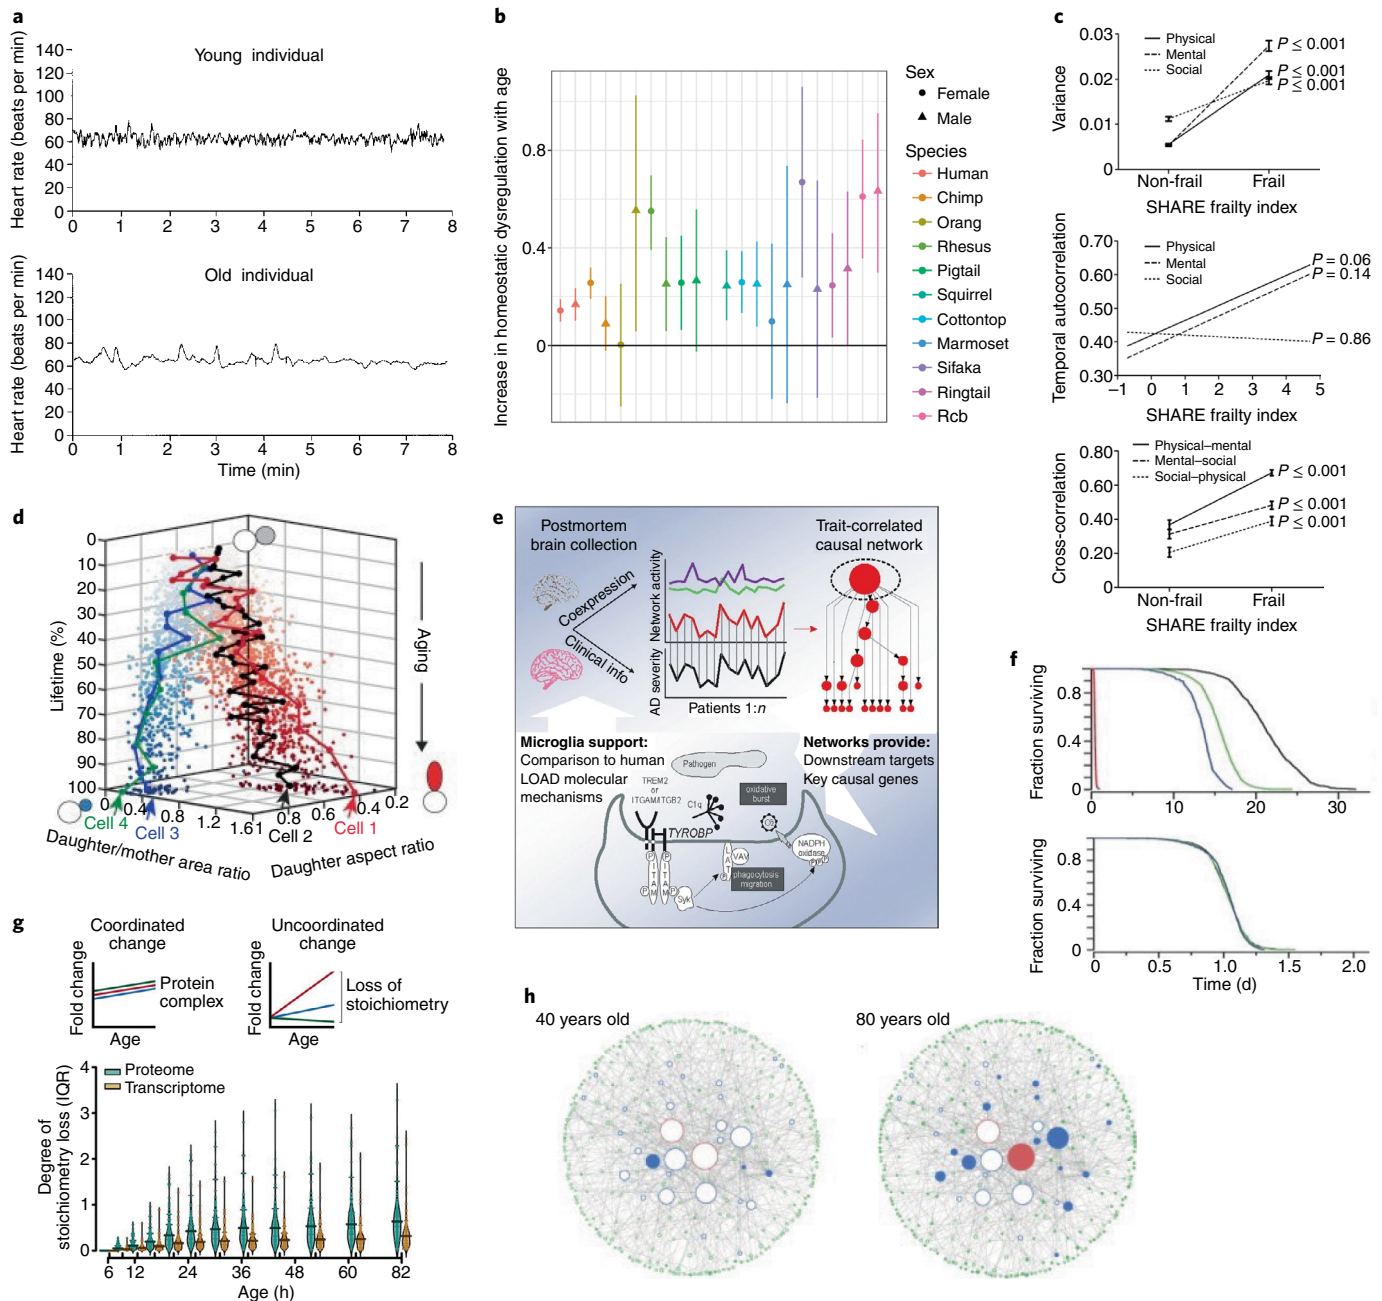 a
Young individual
Heart rate (beats per min)
140
120
100
80
60
40
20
0
0 1 2 3 4 5 6 7 8
Old individual
Heart rate (beats per min)
140
120
100
80
60
40
20
0
0 1 2 3 4 5 6 7 8
Time (min)
b
Increase in homeostatic dysregulation with age
0.8
0.4
0
Sex
Female
Male
Species
Human
Chimp
Orang
Rhesus
Pigtail
Squirrel
Cottontop
Marmoset
Sifaka
Ringtail
Rcb
c
Variance
0.03
0.02
0.01
0
Physical
Mental
Social
P ≤ 0.001
P ≤ 0.001
P ≤ 0.001
Non-frail Frail
SHARE frailty index
Temporal autocorrelation
0.70
0.60
0.50
0.40
0.30
Physical
Mental
Social
P = 0.06
P = 0.14
P = 0.86
−1 0 1 2 3 4 5
SHARE frailty index
Cross-correlation
0.80
0.60
0.40
0.20
0
Physical–mental
Mental–social
Social–physical
P ≤ 0.001
P ≤ 0.001
P ≤ 0.001
Non-frail Frail
SHARE frailty index
d
Lifetime (%)
0
10
20
30
40
50
60
70
80
90
100
Aging
0 0.4 0.8 1.2 1.61 0.8 0.6 0.4 0.2
Cell 4
Cell 3
Cell 2
Cell 1
Daughter/mother area ratio
Daughter aspect ratio
e
Postmortem
brain collection
Coexpression
Clinical info
Network activity
AD severity
Patients 1:n
Trait-correlated
causal network
Microglia support:
Comparison to human
LOAD molecular
mechanisms
Networks provide:
Downstream targets
Key causal genes
Pathogen
TREM2
or
ITGAM/ITGB2
C1q
oxidative
burst
TYROBP
NADPH
oxidase
LAT
VAV
phagocytosis
migration
P
ITAM
P
ITAM
P
P
Syk
f
Fraction surviving
0.8
0.4
0
0 10 20 30
Fraction surviving
0.8
0.4
0
0 0.5 1.0 1.5 2.0
Time (d)
g
Coordinated
change
Fold change
Age
Protein
complex
Uncoordinated
change
Fold change
Age
Loss of
stoichiometry
Degree of
stoichiometry loss (IQR)
4
3
2
1
0
Proteome
Transcriptome
6 12 24 36 48 60 82
Age (h)
h
40 years old
80 years old